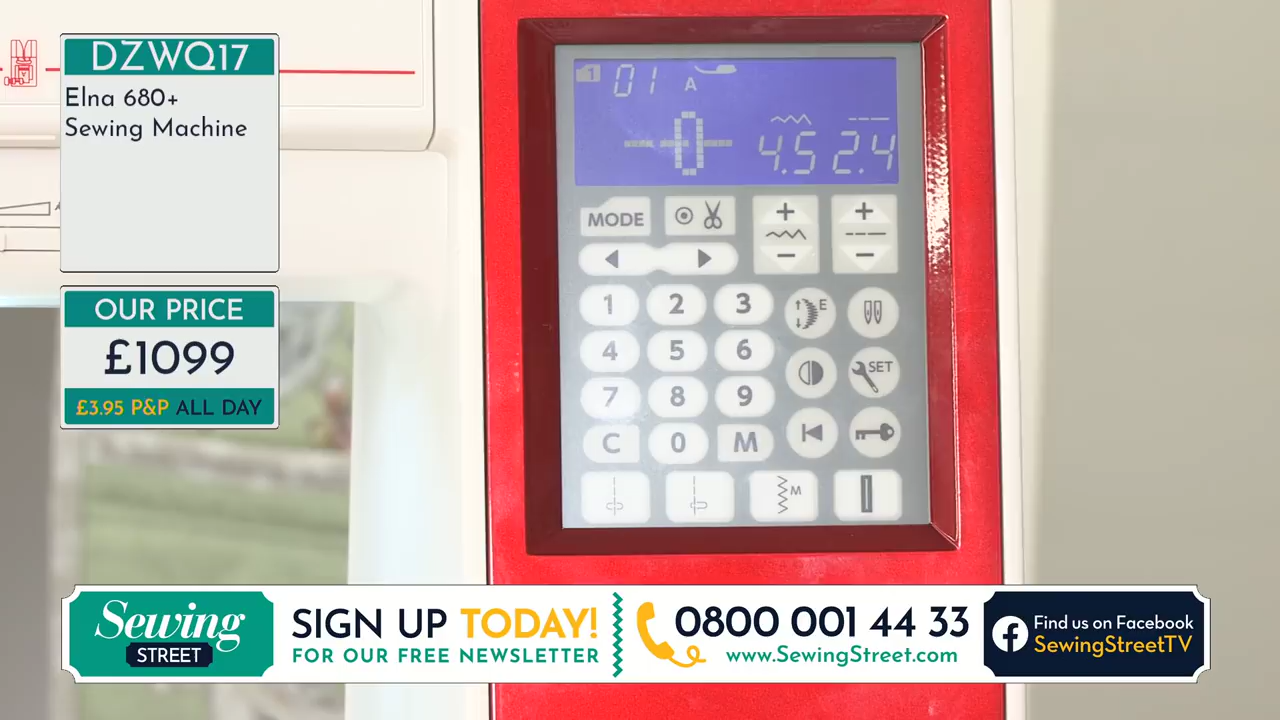 DZWQ17
Elna 680+
Sewing Machine
OUR PRICE
£1099
£3.95 P&P ALL DAY
1 01 A
4.5 2.4
MODE
+ +
- -
1 2 3
E
4 5 6
SET
7 8 9
C 0 M
M
Sewing
STREET
SIGN UP TODAY!
FOR OUR FREE NEWSLETTER
0800 001 44 33
www.SewingStreet.com
Find us on Facebook
SewingStreetTV